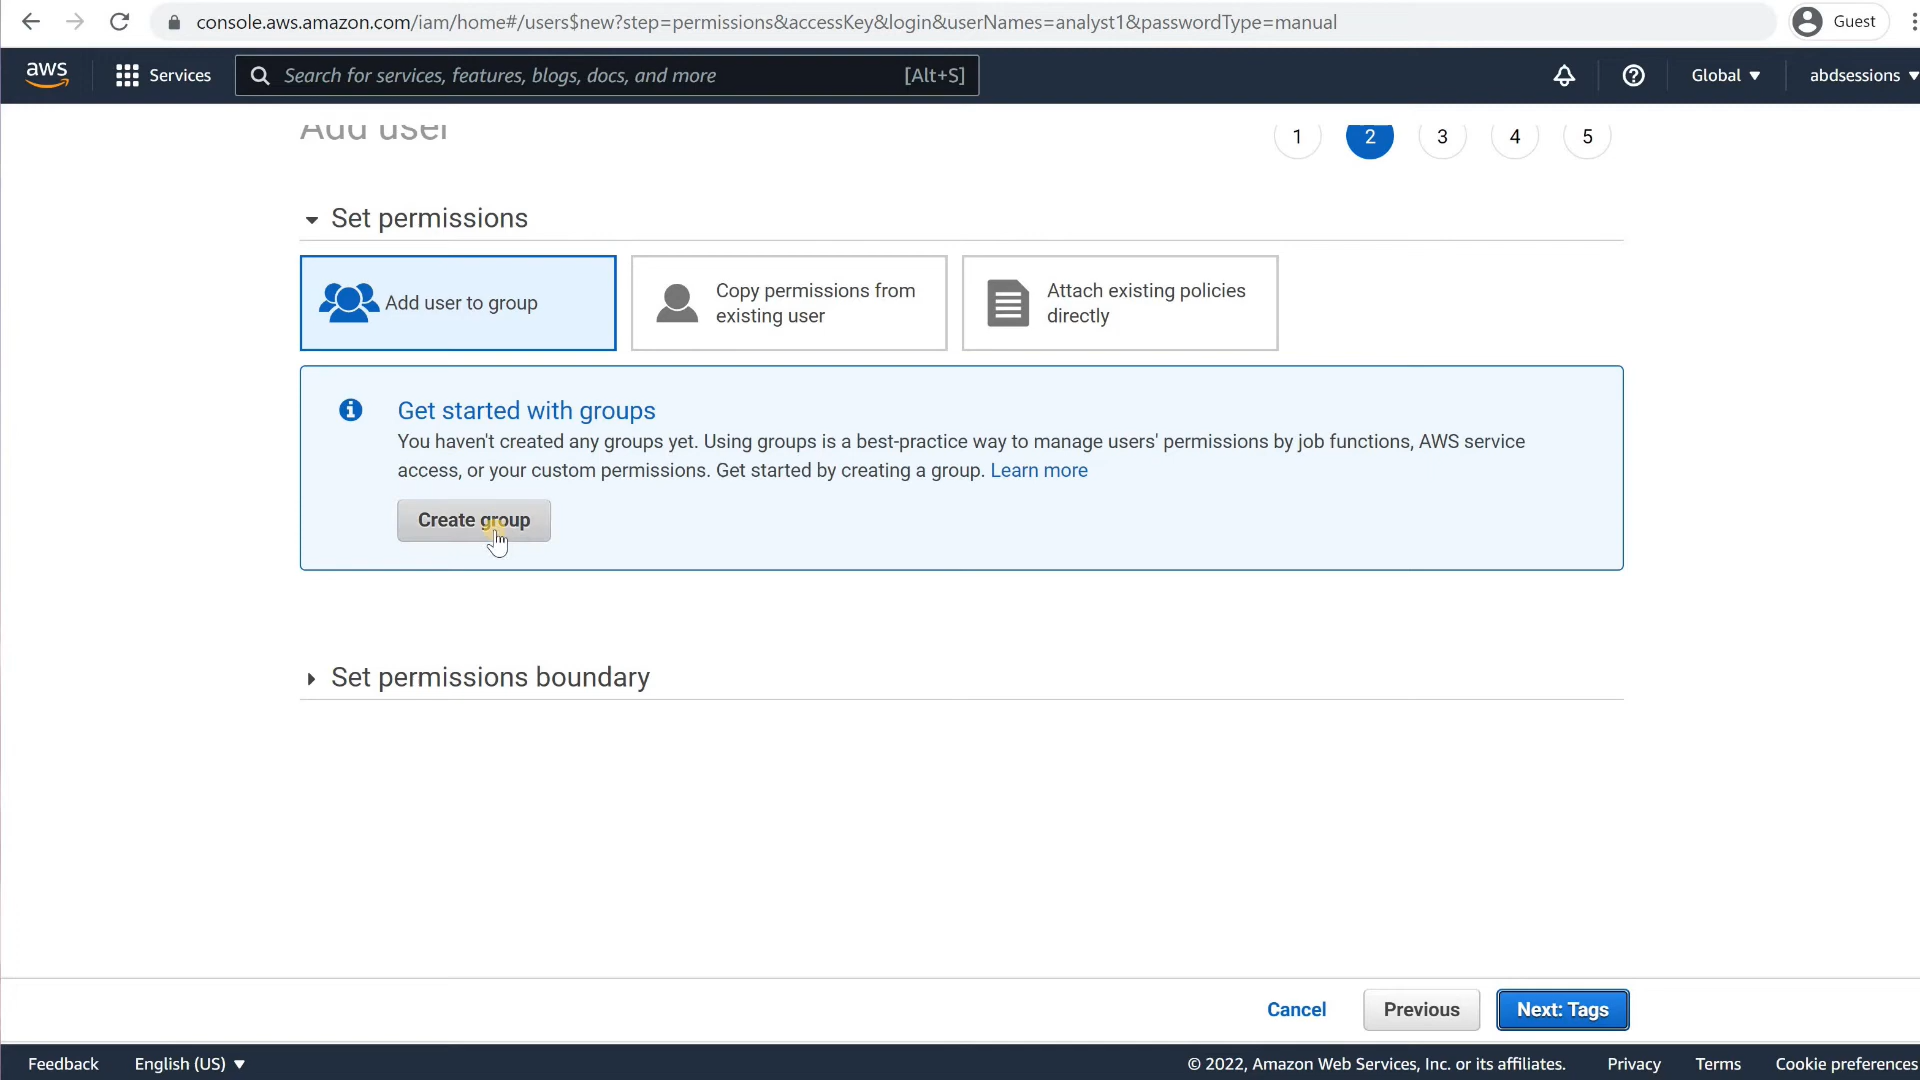 console.aws.amazon.com/iam/home#/users$new?step=permissions&accessKey&login&userNames=analyst1&passwordType=manual
Guest
aws
Services
Search for services, features, blogs, docs, and more
[Alt+S]
Global
abdsessions
Add user
1
2
3
4
5
Set permissions
Add user to group
Copy permissions from
existing user
Attach existing policies
directly
Get started with groups
You haven't created any groups yet. Using groups is a best-practice way to manage users' permissions by job functions, AWS service
access, or your custom permissions. Get started by creating a group. Learn more
Create group
Set permissions boundary
Cancel
Previous
Next: Tags
Feedback
English (US)
© 2022, Amazon Web Services, Inc. or its affiliates.
Privacy
Terms
Cookie preferences